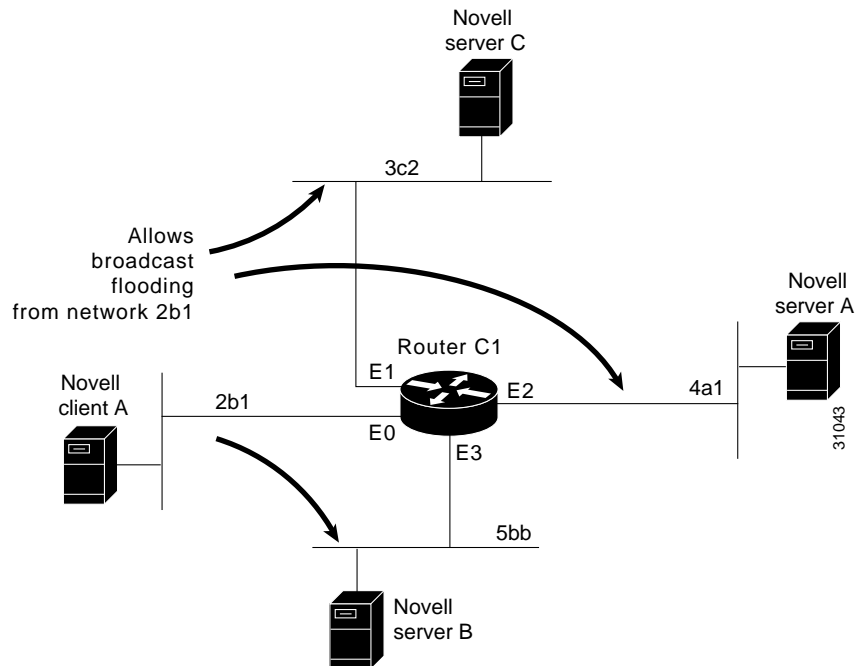 Novell
server C
3c2
Allows
broadcast
flooding
from network 2b1
Novell
server A
Router C1
E1
E2
4a1
Novell
client A
2b1
E0
E3
31043
5bb
Novell
server B